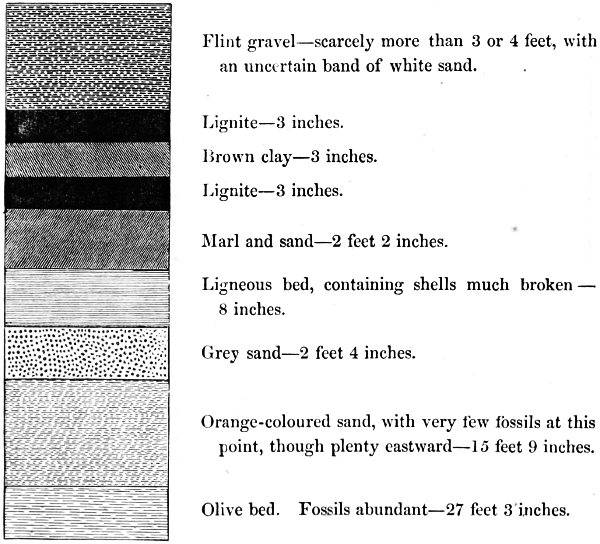 Flint gravel—scarcely more than 3 or 4 feet, with
an uncertain band of white sand.
Lignite—3 inches.
Brown clay—3 inches.
Lignite—3 inches.
Marl and sand—2 feet 2 inches.
Ligneous bed, containing shells much broken —
8 inches.
Grey sand—2 feet 4 inches.
Orange-coloured sand, with very few fossils at this
point, though plenty eastward—15 feet 9 inches.
Olive bed. Fossils abundant—27 feet 3 inches.